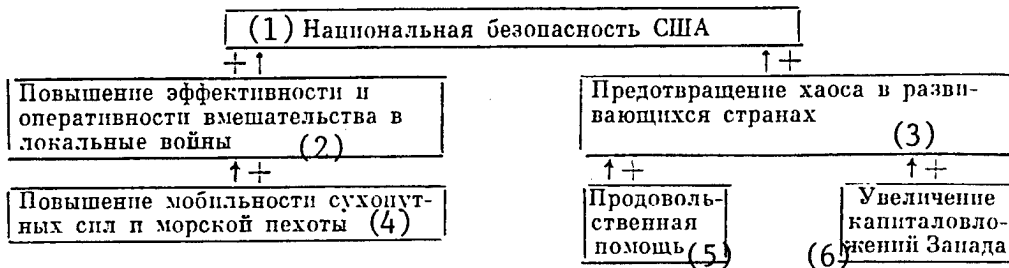 (1) Национальная безопасность США
+↑ ↑+
Повышение эффективности и
оперативности вмешательства в
локальные войны (2)
Предотвращение хаоса в разви-
вающихся странах
(3)
↑+ ↑+ ↑+
Повышение мобильности сухопут-
ных сил и морской пехоты (4)
Продоволь-
ственная
помощь (5)
Увеличение
капиталовло-
(6) жений Запада